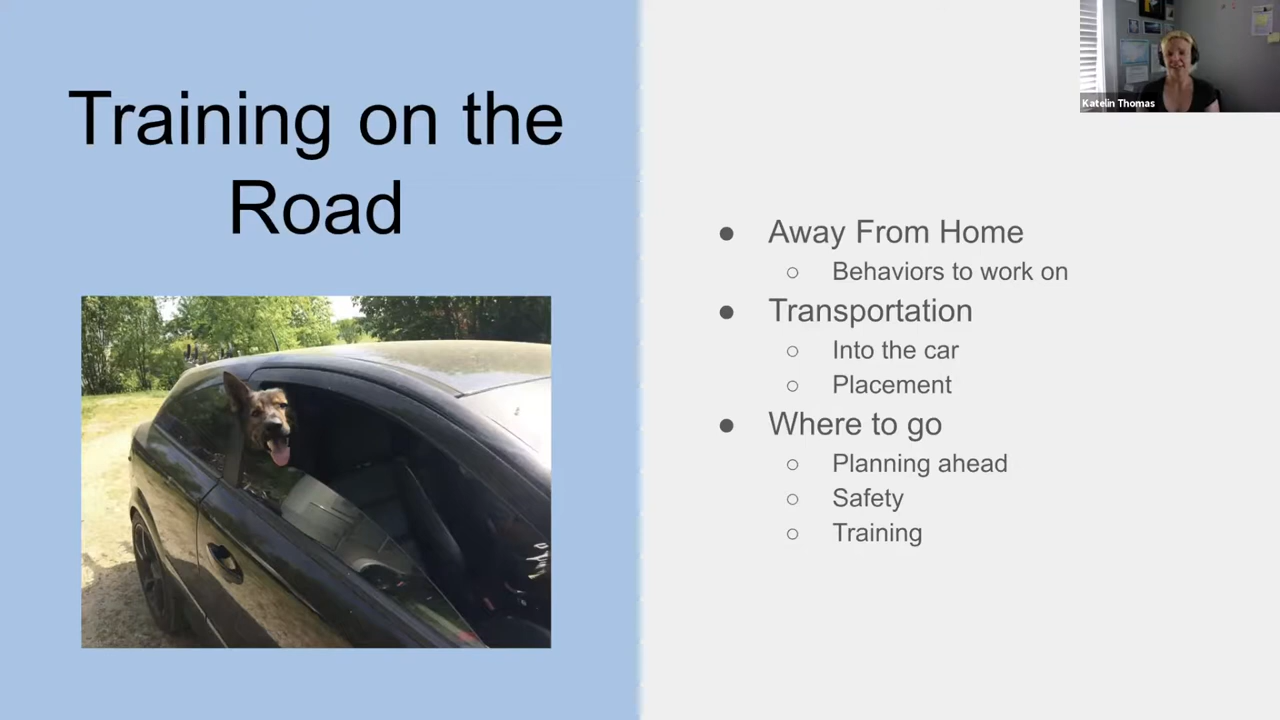 Training on the
Road
Katelin Thomas
● Away From Home
○ Behaviors to work on
● Transportation
○ Into the car
○ Placement
● Where to go
○ Planning ahead
○ Safety
○ Training